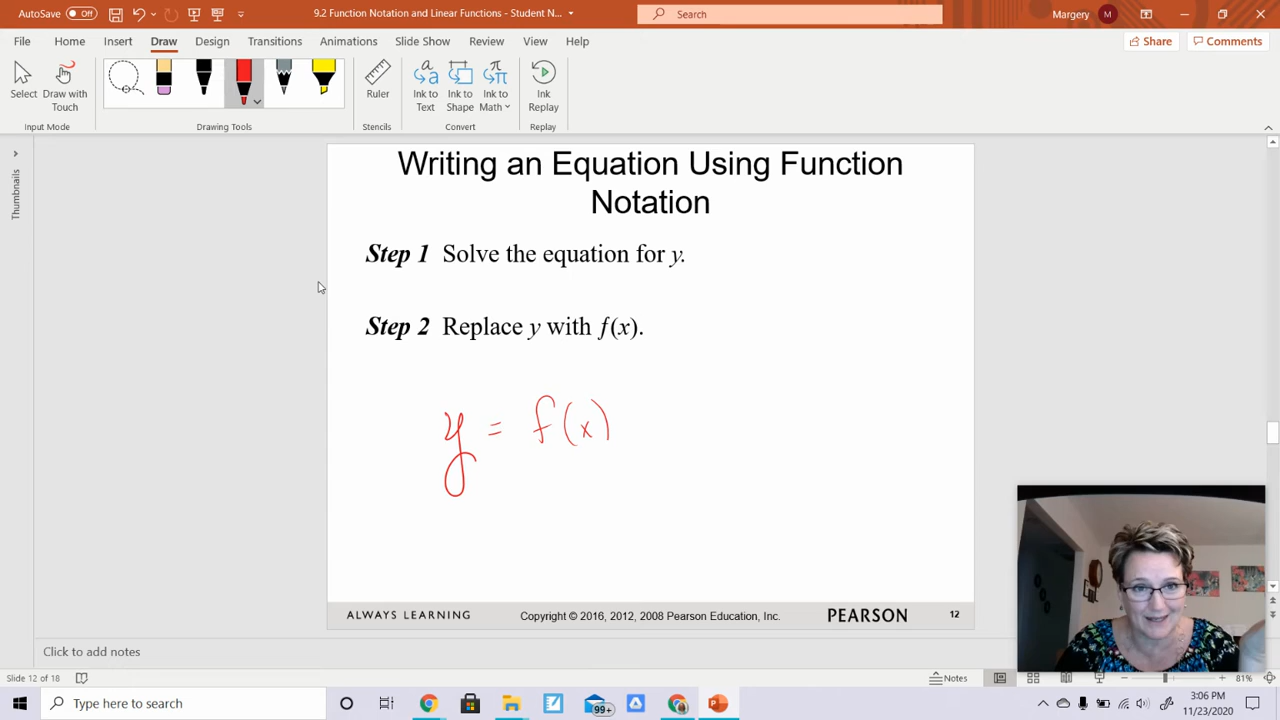 AutoSave Off 9.2 Function Notation and Linear Functions - Student N... Search Margery M
File Home Insert Draw Design Transitions Animations Slide Show Review View Help Share Comments
Select Draw with Touch Ruler Ink to Text Ink to Shape Ink to Math Ink Replay
Input Mode Drawing Tools Stencils Convert Replay
Thumbnails
Writing an Equation Using Function
Notation
Step 1 Solve the equation for y.
Step 2 Replace y with f(x).
y = f(x)
ALWAYS LEARNING Copyright © 2016, 2012, 2008 Pearson Education, Inc. PEARSON 12
Click to add notes
Slide 12 of 18 Notes 81%
Type here to search 99+ 3:06 PM
11/23/2020